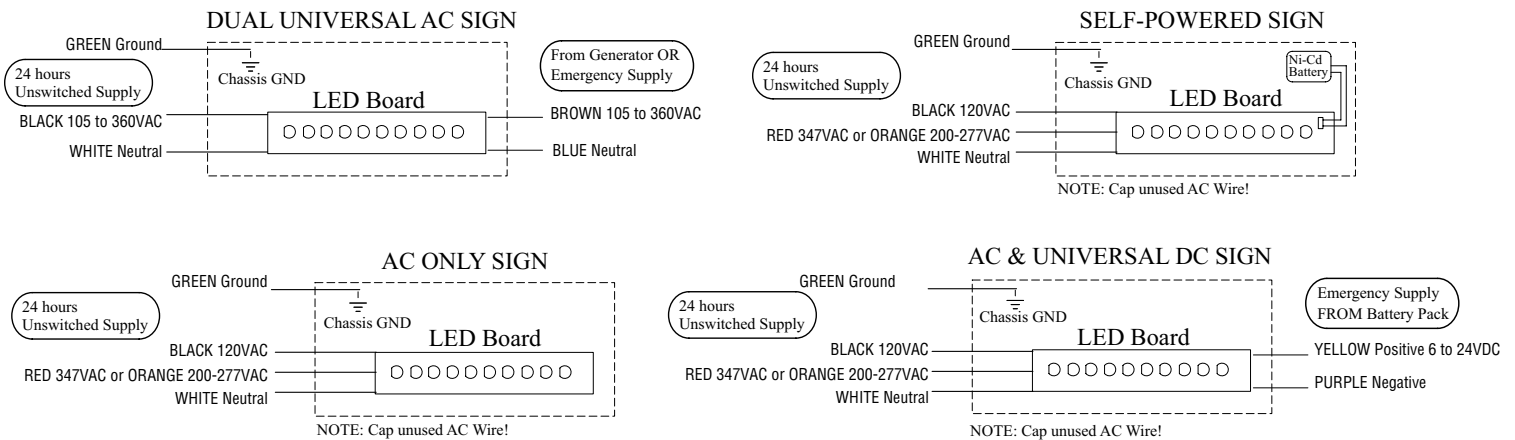 DUAL UNIVERSAL AC SIGN
GREEN Ground
24 hours
Unswitched Supply
Chassis GND
From Generator OR
Emergency Supply
LED Board
BLACK 105 to 360VAC
BROWN 105 to 360VAC
WHITE Neutral
BLUE Neutral
SELF-POWERED SIGN
GREEN Ground
24 hours
Unswitched Supply
Chassis GND
Ni-Cd
Battery
LED Board
BLACK 120VAC
RED 347VAC or ORANGE 200-277VAC
WHITE Neutral
NOTE: Cap unused AC Wire!
AC ONLY SIGN
GREEN Ground
24 hours
Unswitched Supply
Chassis GND
LED Board
BLACK 120VAC
RED 347VAC or ORANGE 200-277VAC
WHITE Neutral
NOTE: Cap unused AC Wire!
AC & UNIVERSAL DC SIGN
GREEN Ground
24 hours
Unswitched Supply
Chassis GND
Emergency Supply
FROM Battery Pack
LED Board
BLACK 120VAC
YELLOW Positive 6 to 24VDC
RED 347VAC or ORANGE 200-277VAC
PURPLE Negative
WHITE Neutral
NOTE: Cap unused AC Wire!